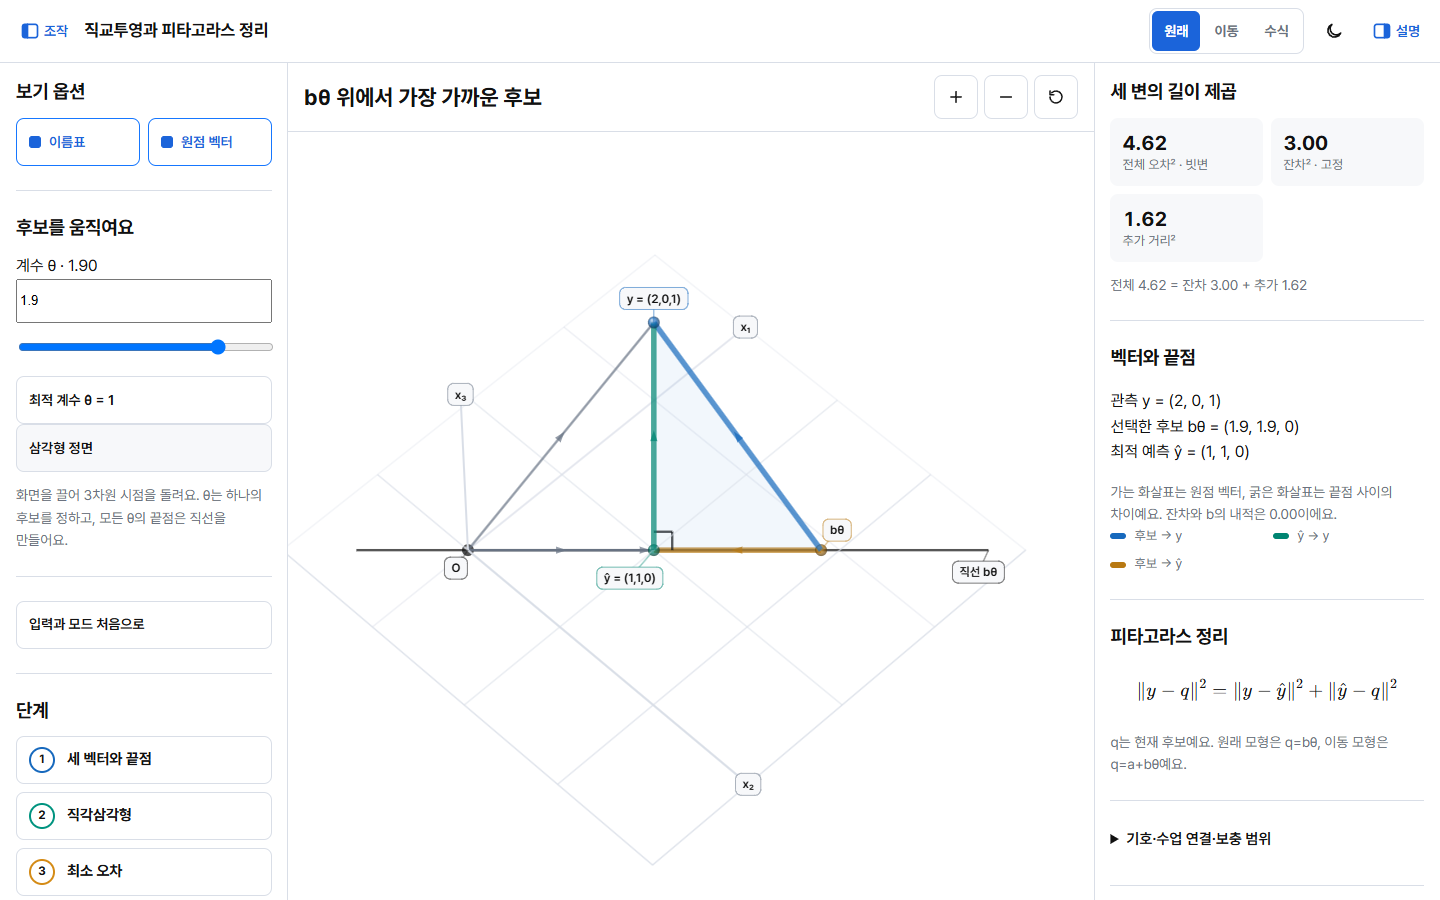 조작
직교투영과 피타고라스 정리
원래
이동
수식
설명
보기 옵션
이름표
원점 벡터
후보를 움직여요
계수 θ · 1.90
1.9
최적 계수 θ = 1
삼각형 정면
화면을 끌어 3차원 시점을 돌려요. θ는 하나의
후보를 정하고, 모든 θ의 끝점은 직선을
만들어요.
입력과 모드 처음으로
단계
1 세 벡터와 끝점
2 직각삼각형
3 최소 오차
bθ 위에서 가장 가까운 후보
+
−
y = (2,0,1)
x₁
x₃
bθ
O
ŷ = (1,1,0)
직선 bθ
x₂
세 변의 길이 제곱
4.62
전체 오차² · 빗변
3.00
잔차² · 고정
1.62
추가 거리²
전체 4.62 = 잔차 3.00 + 추가 1.62
벡터와 끝점
관측 y = (2, 0, 1)
선택한 후보 bθ = (1.9, 1.9, 0)
최적 예측 ŷ = (1, 1, 0)
가는 화살표는 원점 벡터, 굵은 화살표는 끝점 사이의
차이예요. 잔차와 b의 내적은 0.00이에요.
후보 → y
ŷ → y
후보 → ŷ
피타고라스 정리
‖y − q‖² = ‖y − ŷ‖² + ‖ŷ − q‖²
q는 현재 후보예요. 원래 모형은 q=bθ, 이동 모형은
q=a+bθ예요.
▶ 기호·수업 연결·보충 범위